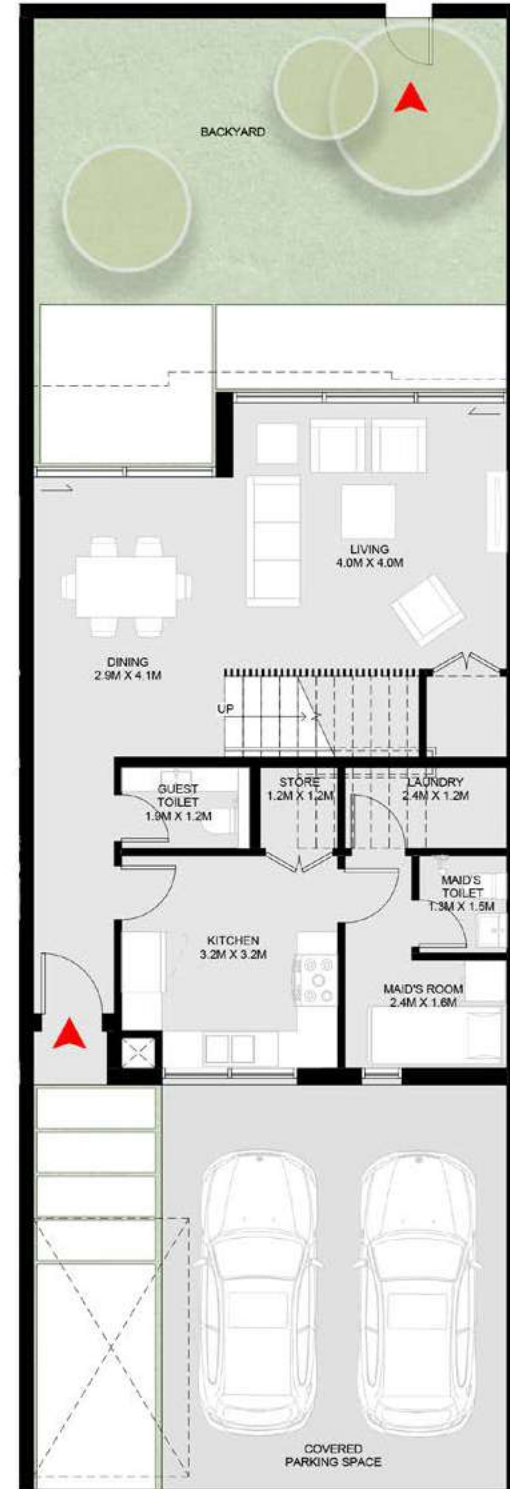 BACKYARD
LIVING
4.0M X 4.0M
DINING
2.9M X 4.1M
UP
GUEST
TOILET
1.9M X 1.2M
STORE
1.2M X 1.2M
LAUNDRY
2.4M X 1.2M
MAID'S
TOILET
1.3M X 1.5M
KITCHEN
3.2M X 3.2M
MAID'S ROOM
2.4M X 1.6M
COVERED
PARKING SPACE